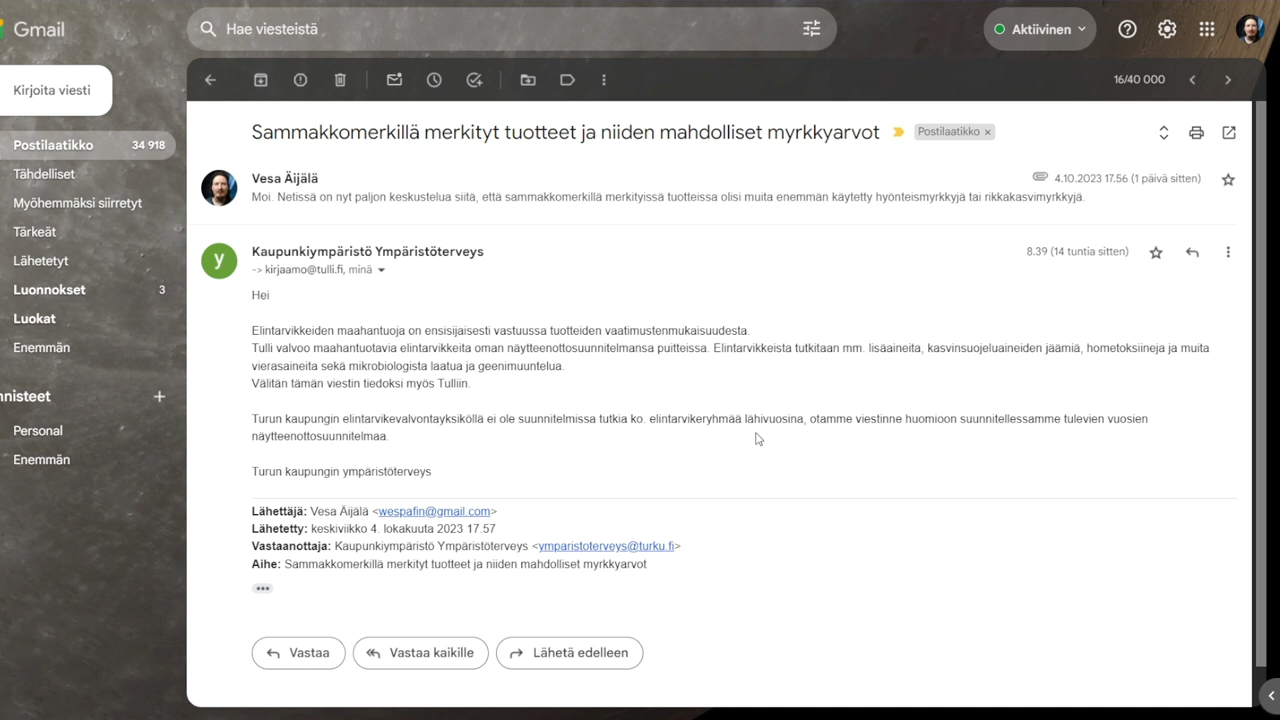 Gmail
Hae viesteistä
Aktiivinen
Kirjoita viesti
16/40 000
Postilaatikko 34 918
Tähdelliset
Myöhemmäksi siirretyt
Tärkeät
Lähetetyt
Luonnokset 3
Luokat
Enemmän
nnisteet
Personal
Enemmän
Sammakkomerkillä merkityt tuotteet ja niiden mahdolliset myrkkyarvot Postilaatikko ×
Vesa Äijälä 4.10.2023 17.56 (1 päivä sitten)
Moi. Netissä on nyt paljon keskustelua siitä, että sammakkomerkillä merkityissä tuotteissa olisi muita enemmän käytetty hyönteismyrkkyjä tai rikkakasvimyrkkyjä.
y
Kaupunkiympäristö Ympäristöterveys 8.39 (14 tuntia sitten)
-> kirjaamo@tulli.fi, minä
Hei
Elintarvikkeiden maahantuoja on ensisijaisesti vastuussa tuotteiden vaatimustenmukaisuudesta.
Tulli valvoo maahantuotavia elintarvikkeita oman näytteenottosuunnitelmansa puitteissa. Elintarvikkeista tutkitaan mm. lisäaineita, kasvinsuojeluaineiden jäämiä, hometoksiineja ja muita
vierasaineita sekä mikrobiologista laatua ja geenimuuntelua.
Välitän tämän viestin tiedoksi myös Tulliin.
Turun kaupungin elintarvikevalvontayksiköllä ei ole suunnitelmissa tutkia ko. elintarvikeryhmää lähivuosina, otamme viestinne huomioon suunnitellessamme tulevien vuosien
näytteenottosuunnitelmaa.
Turun kaupungin ympäristöterveys
Lähettäjä: Vesa Äijälä <wespafin@gmail.com>
Lähetetty: keskiviikko 4. lokakuuta 2023 17.57
Vastaanottaja: Kaupunkiympäristö Ympäristöterveys <ymparistoterveys@turku.fi>
Aihe: Sammakkomerkillä merkityt tuotteet ja niiden mahdolliset myrkkyarvot
Vastaa Vastaa kaikille Lähetä edelleen